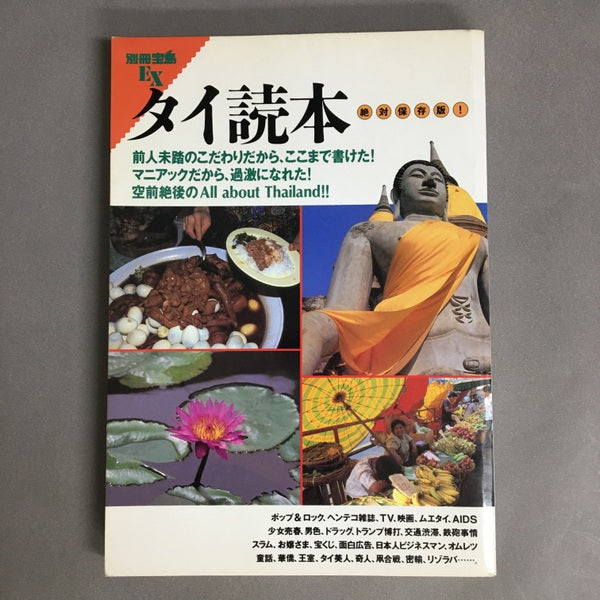 別冊宝島
EX
タイ読本
絶対保存版！
前人未踏のこだわりだから、ここまで書けた！
マニアックだから、過激になれた！
空前絶後のAll about Thailand!!
ポップ&ロック、ヘンテコ雑誌、TV、映画、ムエタイ、AIDS
少女売春、男色、ドラッグ、トランプ博打、交通渋滞、鉄砲事情
スラム、お嬢さま、宝くじ、面白広告、日本人ビジネスマン、オムレツ
童話、華僑、王室、タイ美人、奇人、凧合戦、密輸、リゾラバ……。